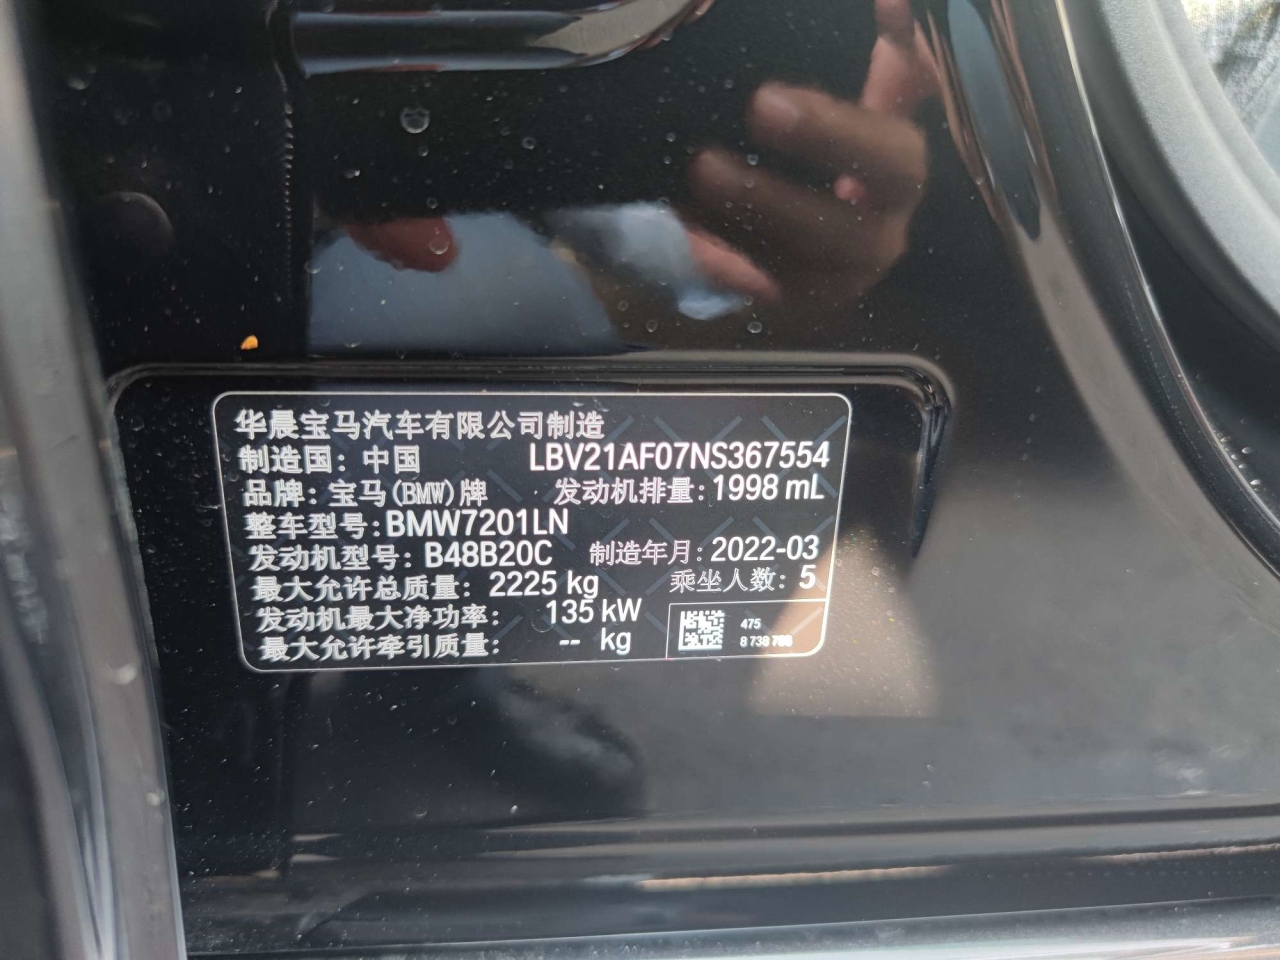 华晨宝马汽车有限公司制造
制造国：中国 LBV21AF07NS367554
品牌：宝马(BMW)牌 发动机排量：1998 mL
整车型号：BMW7201LN
发动机型号：B48B20C 制造年月：2022-03
最大允许总质量：2225 kg 乘坐人数：5
发动机最大净功率：135 kW
最大允许牵引质量：-- kg
475
8 738